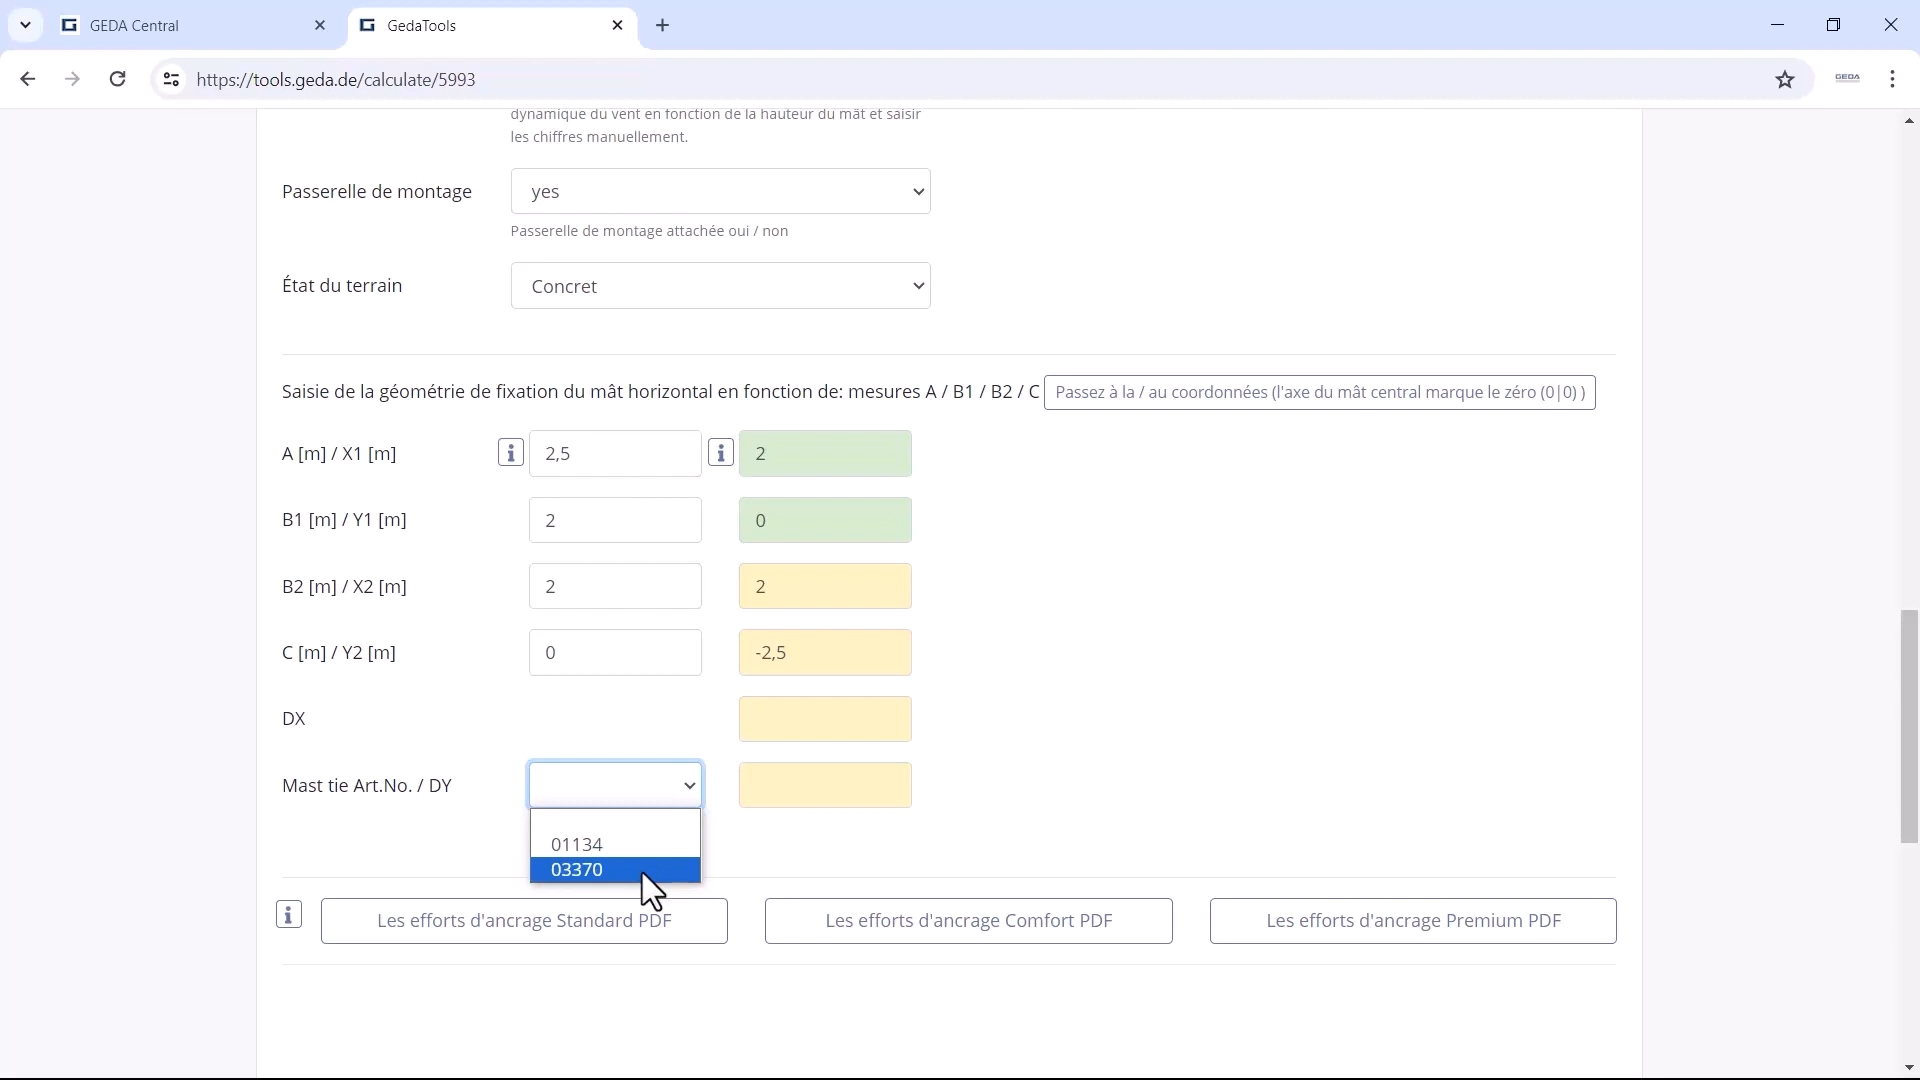 GEDA Central
GedaTools
https://tools.geda.de/calculate/5993
GEDA
dynamique du vent en fonction de la hauteur du mât et saisir
les chiffres manuellement.
Passerelle de montage
yes
Passerelle de montage attachée oui / non
État du terrain
Concret
Saisie de la géométrie de fixation du mât horizontal en fonction de: mesures A / B1 / B2 / C
Passez à la / au coordonnées (l'axe du mât central marque le zéro (0|0) )
A [m] / X1 [m]
2,5
2
B1 [m] / Y1 [m]
2
0
B2 [m] / X2 [m]
2
2
C [m] / Y2 [m]
0
-2,5
DX
Mast tie Art.No. / DY
01134
03370
Les efforts d'ancrage Standard PDF
Les efforts d'ancrage Comfort PDF
Les efforts d'ancrage Premium PDF